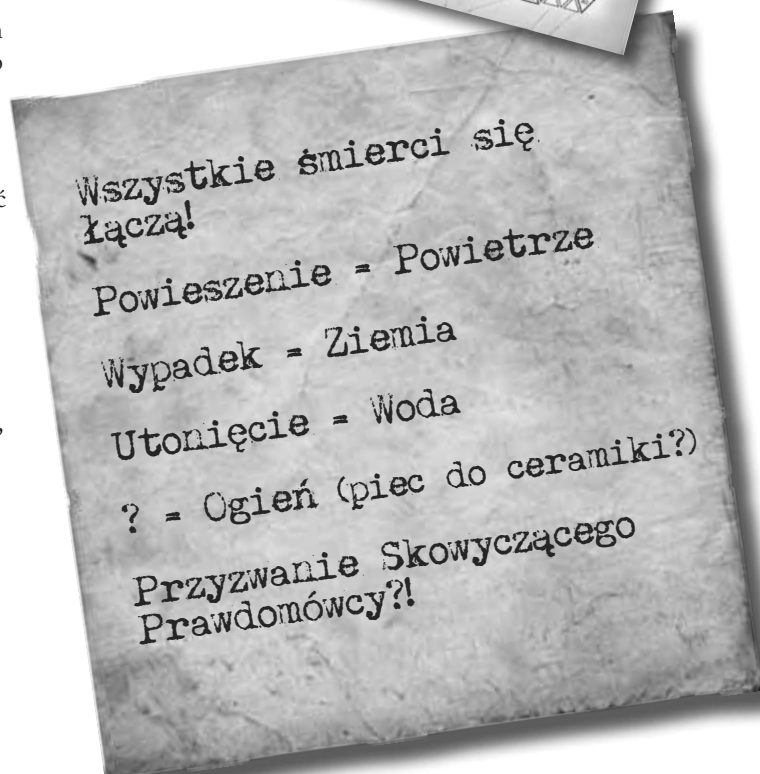 Wszystkie śmierci się
łączą!
Powieszenie = Powietrze
Wypadek = Ziemia
Utonięcie = Woda
? = Ogień (piec do ceramiki?)
Przyzwanie Skowyczącego
Prawdomówcy?!